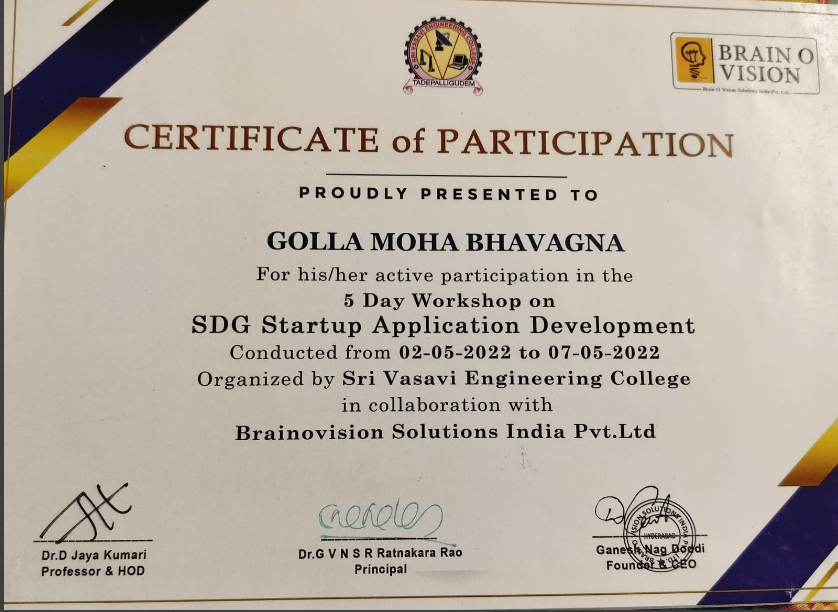 SRI VASAVI ENGINEERING COLLEGE
TADEPALLIGUDEM
BRAIN O
VISION
Brain O Vision Solutions India Pvt. Ltd.
CERTIFICATE of PARTICIPATION
PROUDLY PRESENTED TO
GOLLA MOHA BHAVAGNA
For his/her active participation in the
5 Day Workshop on
SDG Startup Application Development
Conducted from 02-05-2022 to 07-05-2022
Organized by Sri Vasavi Engineering College
in collaboration with
Brainovision Solutions India Pvt.Ltd
Dr.D Jaya Kumari
Professor & HOD
Dr.G V N S R Ratnakara Rao
Principal
VISION SOLUTIONS INDIA
HYDERABAD
Ganesh Nag Doddi
Founder & CEO